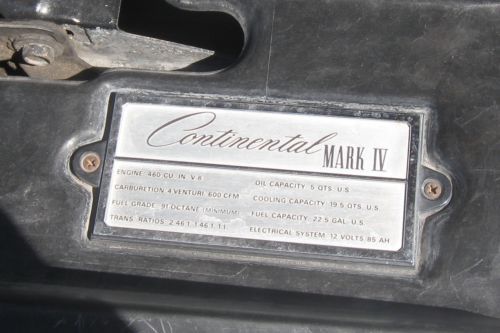 Continental MARK IV
ENGINE: 460 CU. IN. V-8
CARBURETION: 4 VENTURI, 600 CFM
FUEL GRADE: 91 OCTANE (MINIMUM)
TRANS. RATIOS: 2.46:1, 1.46:1, 1:1
OIL CAPACITY: 5 QTS. U.S.
COOLING CAPACITY: 19.5 QTS. U.S.
FUEL CAPACITY: 22.5 GAL. U.S.
ELECTRICAL SYSTEM: 12 VOLTS 85 AH